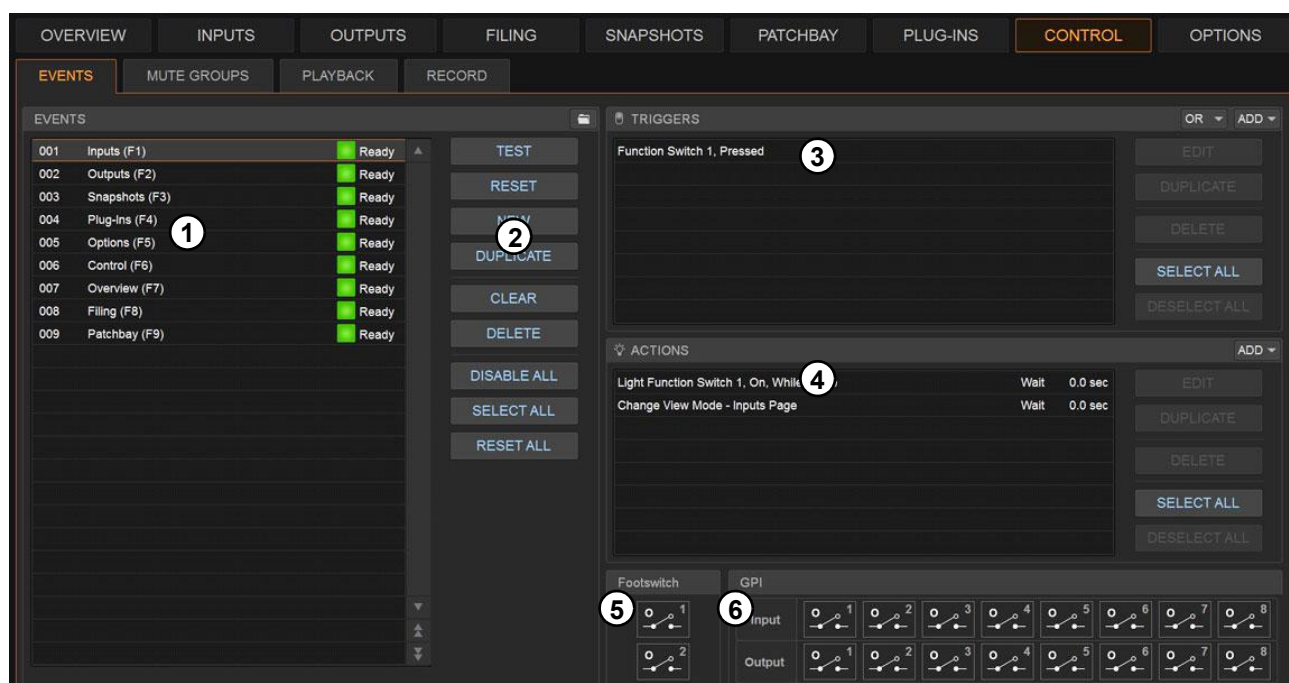 OVERVIEW INPUTS OUTPUTS FILING SNAPSHOTS PATCHBAY PLUG-INS CONTROL OPTIONS
EVENTS MUTE GROUPS PLAYBACK RECORD
EVENTS
001 Inputs (F1) Ready
002 Outputs (F2) Ready
003 Snapshots (F3) Ready
004 Plug-Ins (F4) Ready
005 Options (F5) Ready
006 Control (F6) Ready
007 Overview (F7) Ready
008 Filing (F8) Ready
009 Patchbay (F9) Ready
1
TEST
RESET
NEW
2
DUPLICATE
CLEAR
DELETE
DISABLE ALL
SELECT ALL
RESET ALL
TRIGGERS OR ADD
Function Switch 1, Pressed
3
EDIT
DUPLICATE
DELETE
SELECT ALL
DESELECT ALL
ACTIONS ADD
Light Function Switch 1, On, While Wait 0.0 sec
Change View Mode - Inputs Page Wait 0.0 sec
4
EDIT
DUPLICATE
DELETE
SELECT ALL
DESELECT ALL
Footswitch
5
1
2
GPI
6
Input 1 2 3 4 5 6 7 8
Output 1 2 3 4 5 6 7 8